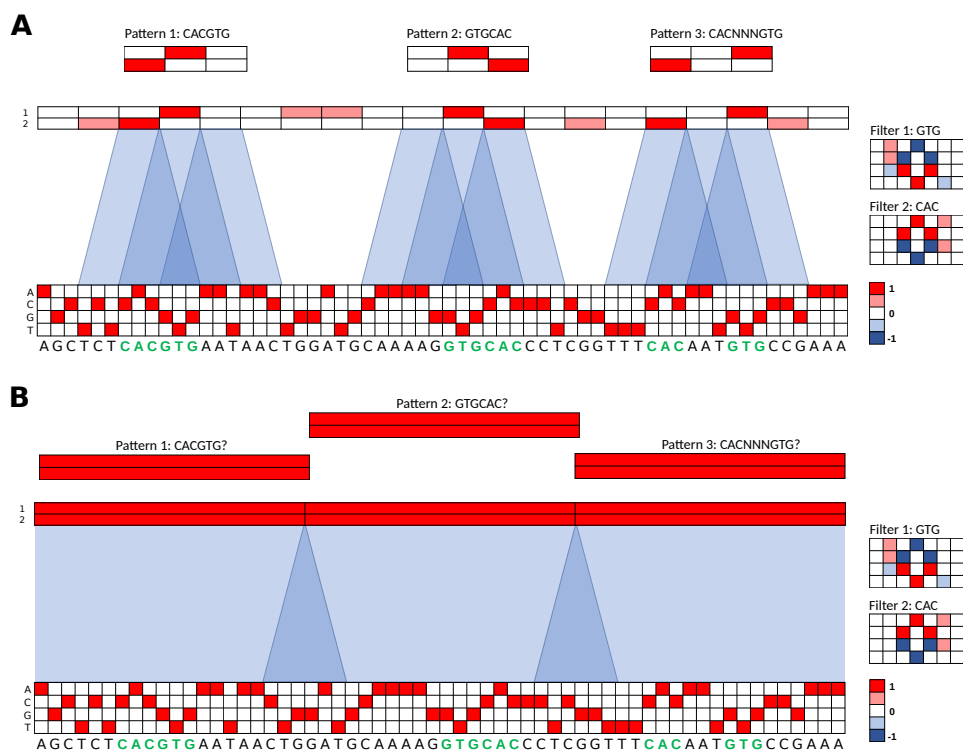 A
Pattern 1: CACGTG
Pattern 2: GTGCAC
Pattern 3: CACNNNGTG
1
2
Filter 1: GTG
Filter 2: CAC
A
C
G
T
1
0
-1
A G C T C T C A C G T G A A T A A C T G G A T G C A A A A G G T G C A C C C T C G G T T T C A C A A T G T G C C G A A A
B
Pattern 2: GTGCAC?
Pattern 1: CACGTG?
Pattern 3: CACNNNGTG?
1
2
Filter 1: GTG
Filter 2: CAC
A
C
G
T
1
0
-1
A G C T C T C A C G T G A A T A A C T G G A T G C A A A A G G T G C A C C C T C G G T T T C A C A A T G T G C C G A A A